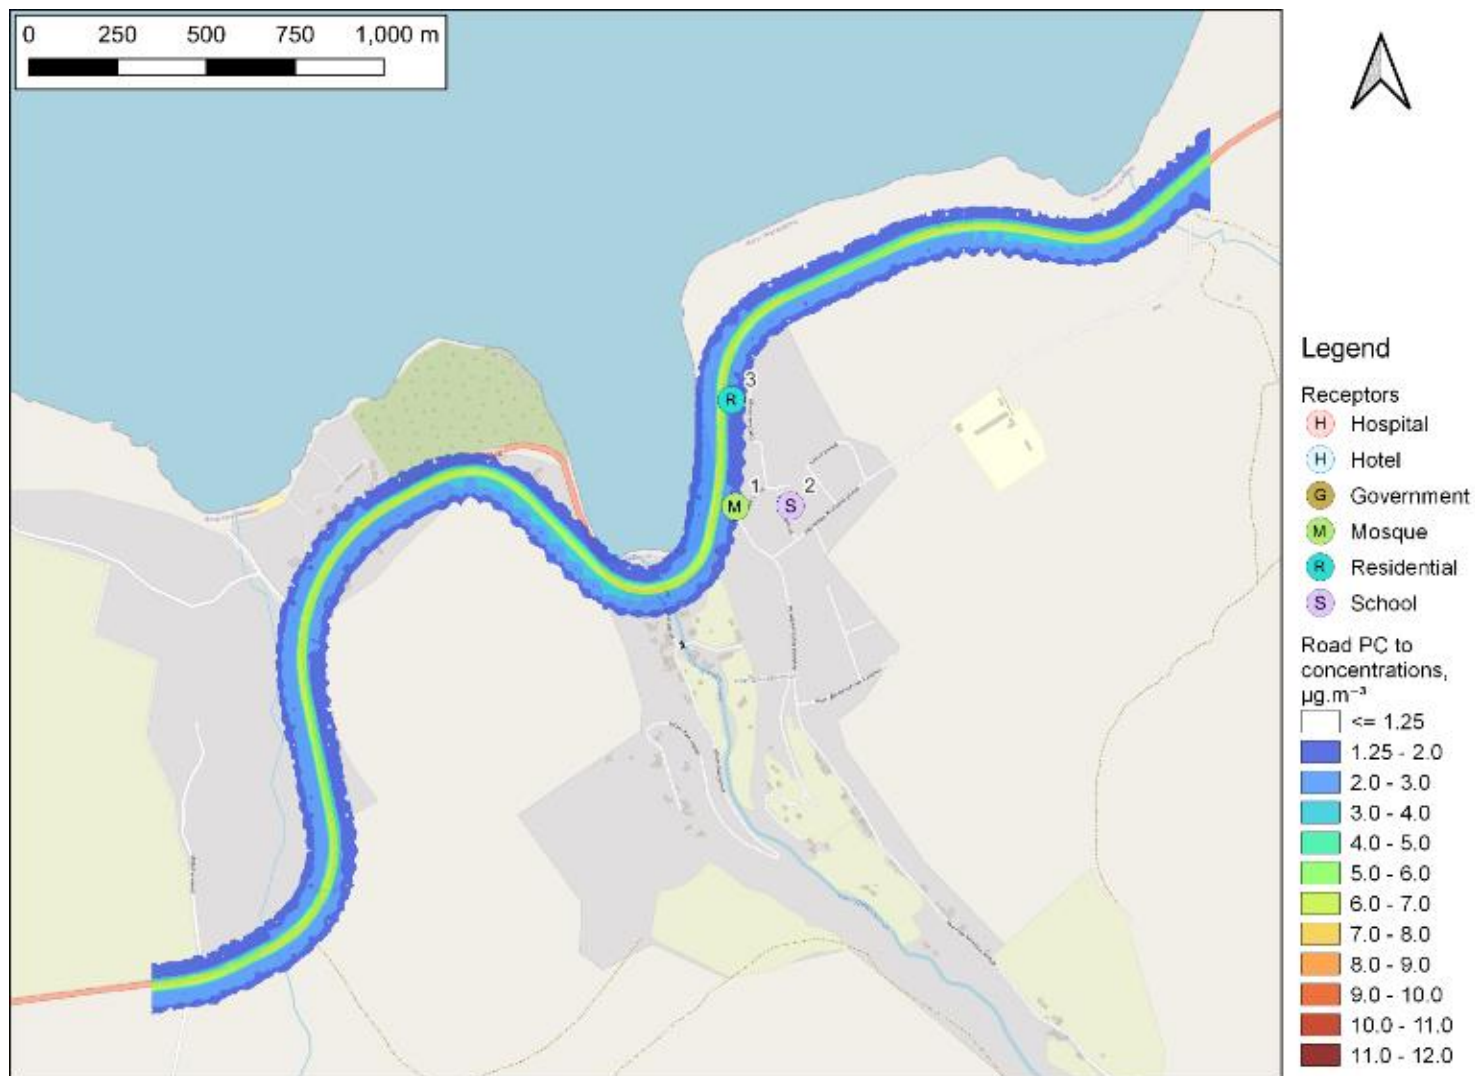 0 250 500 750 1,000 m
3
R
1
2
M
S
Legend
Receptors
H Hospital
H Hotel
G Government
M Mosque
R Residential
S School
Road PC to
concentrations,
µg.m⁻³
<= 1.25
1.25 - 2.0
2.0 - 3.0
3.0 - 4.0
4.0 - 5.0
5.0 - 6.0
6.0 - 7.0
7.0 - 8.0
8.0 - 9.0
9.0 - 10.0
10.0 - 11.0
11.0 - 12.0